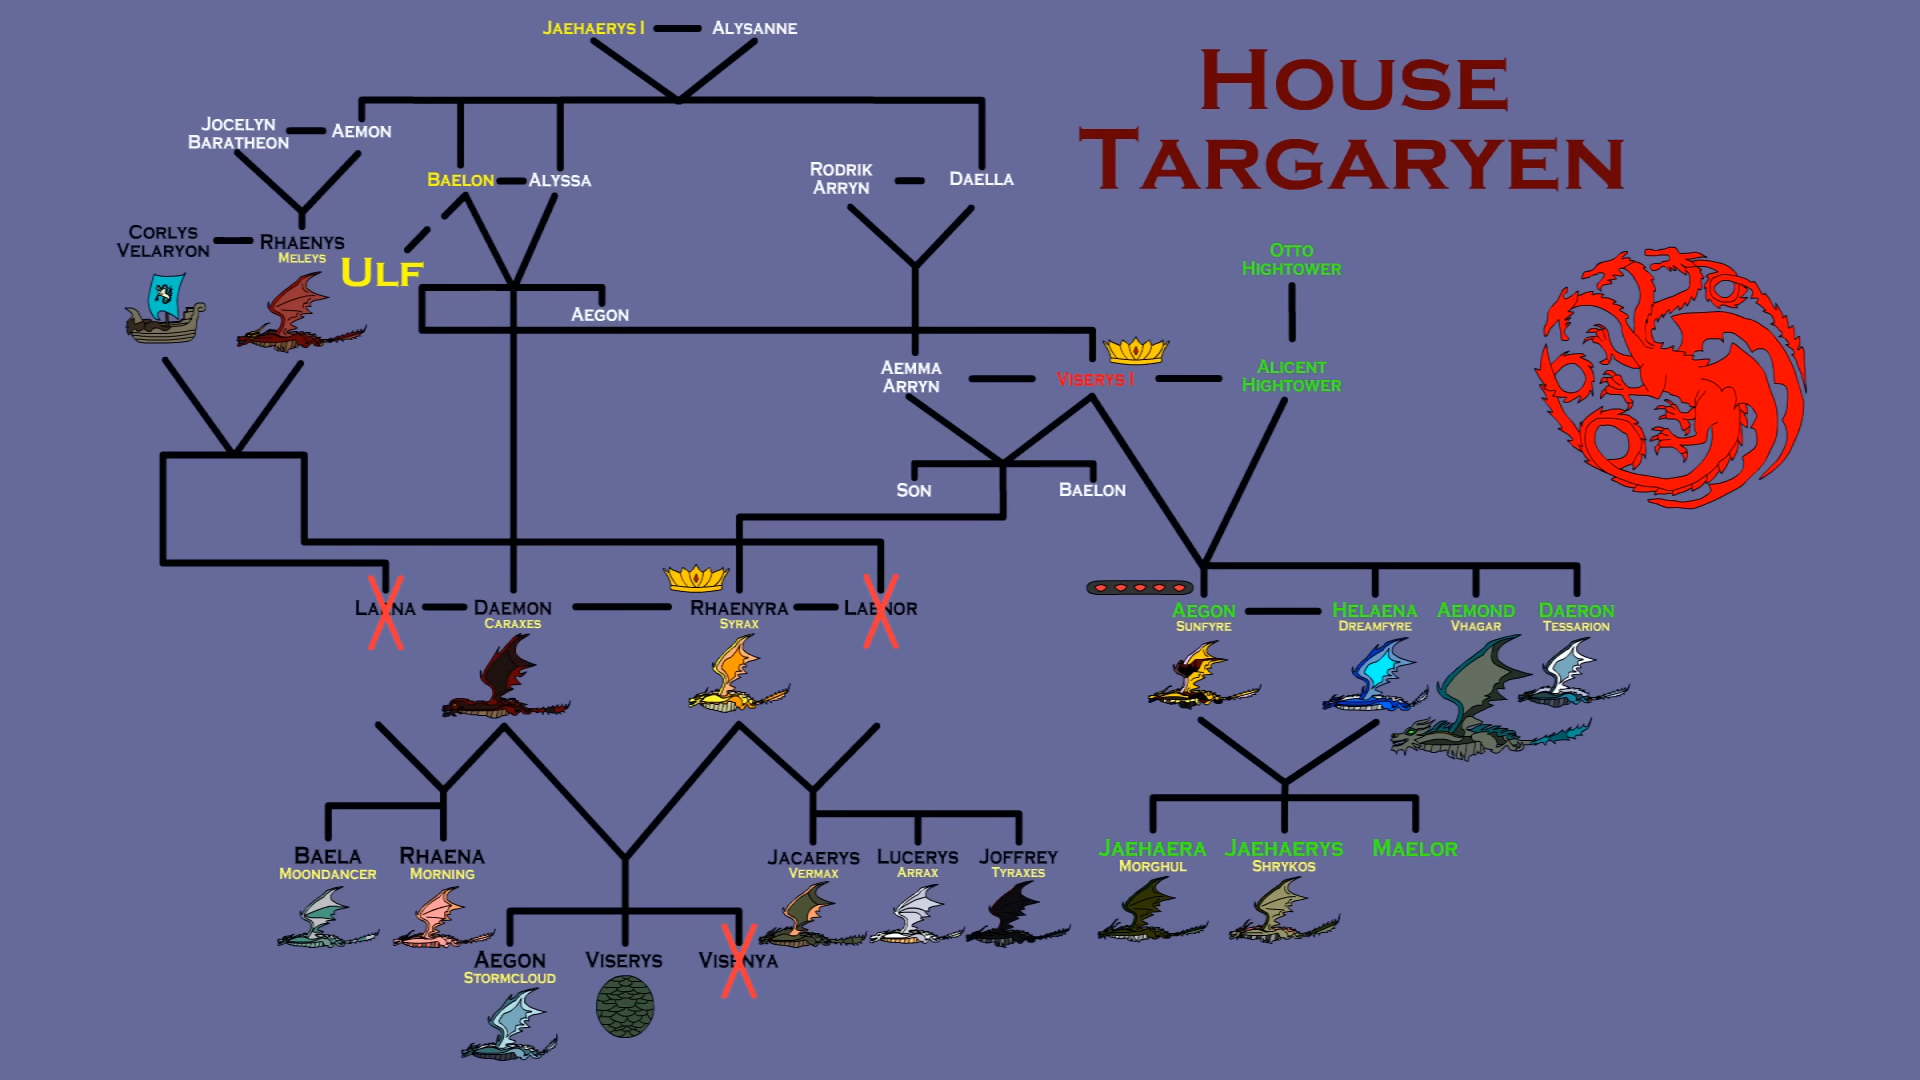 Jaehaerys I
Alysanne
House
Targaryen
Jocelyn
Baratheon
Aemon
Baelon
Alyssa
Rodrik
Arryn
Daella
Corlys
Velaryon
Rhaenys
Meleys
Ulf
Otto
Hightower
Aegon
Aemma
Arryn
Viserys I
Alicent
Hightower
Son
Baelon
Laena
Daemon
Caraxes
Rhaenyra
Syrax
Laenor
Aegon
Sunfyre
Helaena
Dreamfyre
Aemond
Vhagar
Daeron
Tessarion
Baela
Moondancer
Rhaena
Morning
Jacaerys
Vermax
Lucerys
Arrax
Joffrey
Tyraxes
Jaehaera
Morghul
Jaehaerys
Shrykos
Maelor
Aegon
Stormcloud
Viserys
Visenya